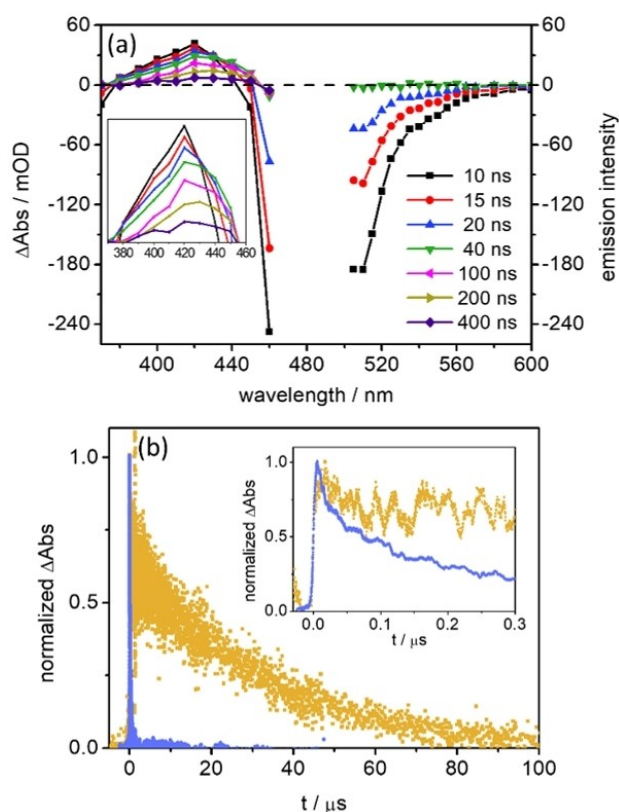 (a)
60
0
-60
-120
-180
-240
ΔAbs / mOD
60
0
-60
-120
-180
-240
emission intensity
380 400 420 440 460
10 ns
15 ns
20 ns
40 ns
100 ns
200 ns
400 ns
400 440 480 520 560 600
wavelength / nm
(b)
1.0
0.5
0.0
normalized ΔAbs
1.0
0.5
0.0
normalized ΔAbs
0.0 0.1 0.2 0.3
t / μs
0 20 40 60 80 100
t / μs